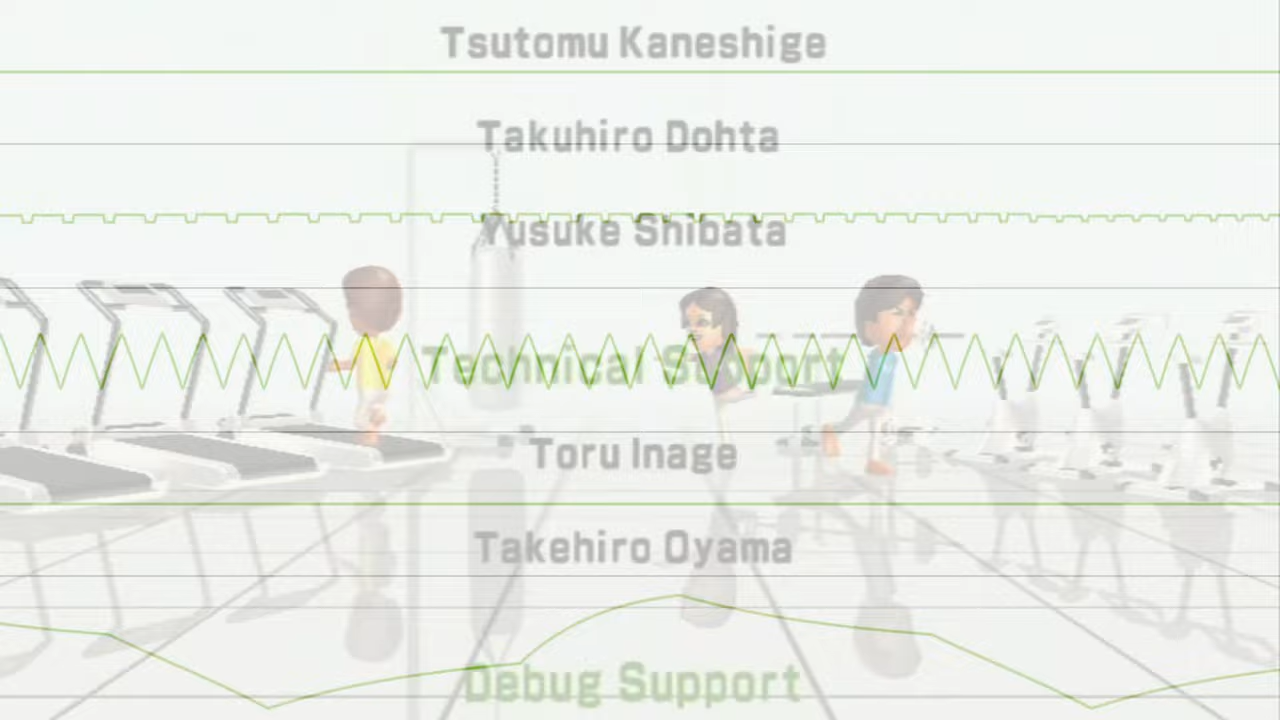 Tsutomu Kaneshige
Takuhiro Dohta
Yusuke Shibata
Technical Support
Toru Inage
Takehiro Oyama
Debug Support